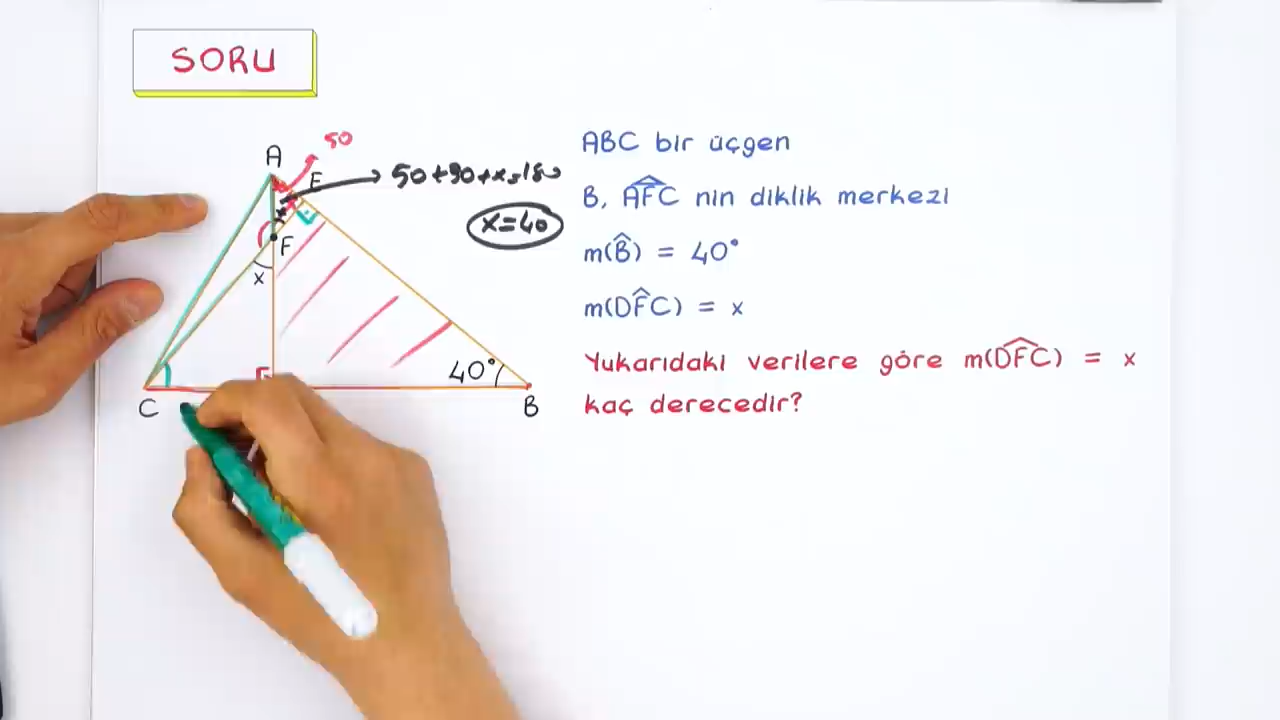 SORU
50
A
E
50+90+x=180
x
x=40
F
x
40°
C
B
ABC bir üçgen
B, AFC nin diklik merkezi
m(B) = 40°
m(DFC) = x
Yukarıdaki verilere göre m(DFC) = x
kaç derecedir?